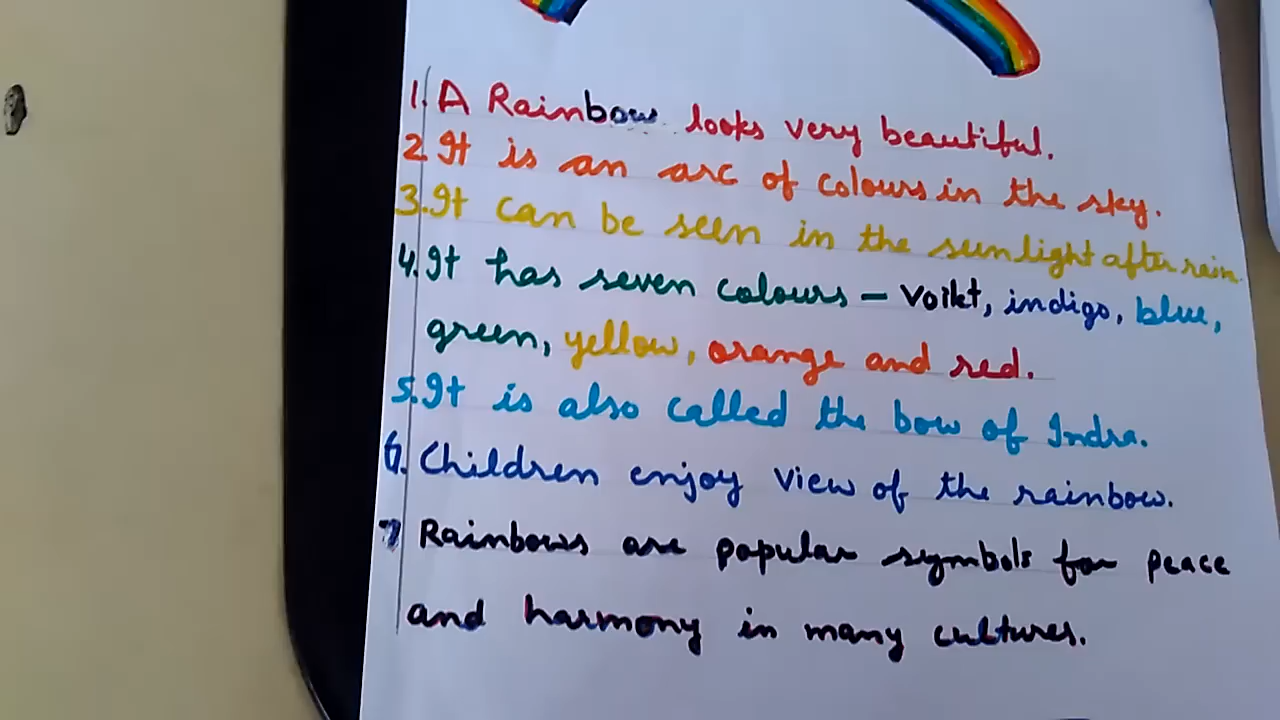 1. A Rainbow looks very beautiful.
2 It is an arc of colours in the sky.
3. It can be seen in the sunlight after rain.
4. It has seven colours – Voilet, indigo, blue,
green, yellow, orange and red.
5. It is also called the bow of Indra.
6. Children enjoy view of the rainbow.
7 Rainbows are popular symbols for peace
and harmony in many cultures.